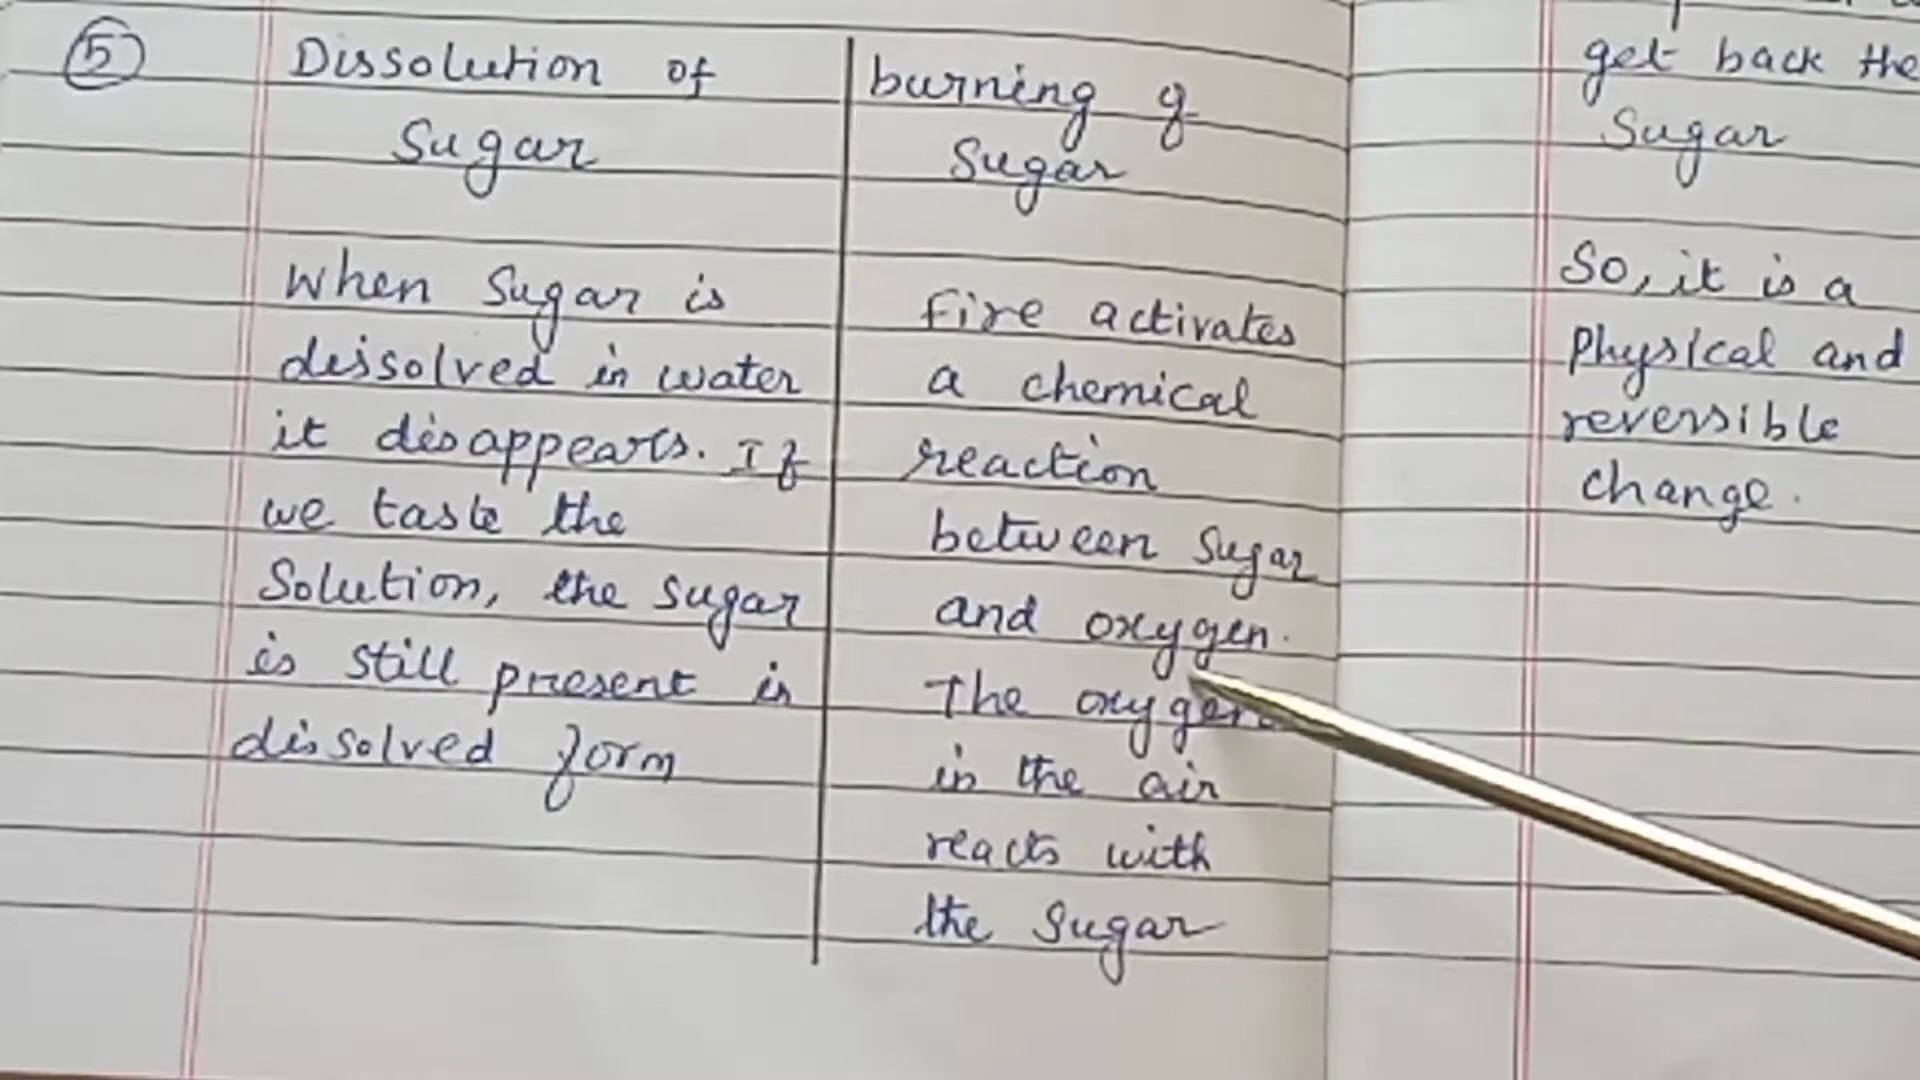 5
Dissolution of
Sugar
When Sugar is
dissolved in water
it disappears. If
we taste the
Solution, the sugar
is still present in
dissolved form
burning of
Sugar
Fire activates
a chemical
reaction
between Sugar
and oxygen.
The oxygen
in the air
reacts with
the Sugar
get back the
Sugar
So, it is a
Physical and
reversible
change.